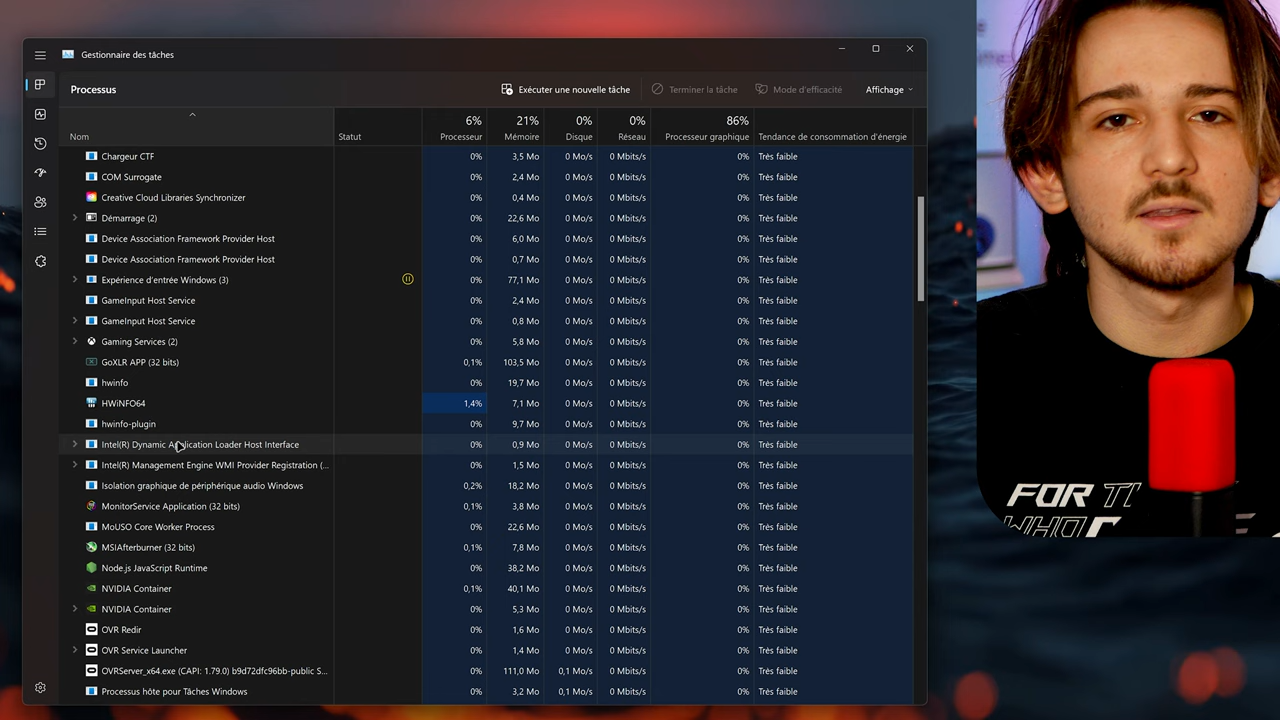 Gestionnaire des tâches
Processus
Exécuter une nouvelle tâche
Terminer la tâche
Mode d'efficacité
Affichage
6% 21% 0% 0% 86%
Nom Statut Processeur Mémoire Disque Réseau Processeur graphique Tendance de consommation d'énergie
Chargeur CTF 0% 3,5 Mo 0 Mo/s 0 Mbits/s 0% Très faible
COM Surrogate 0% 2,4 Mo 0 Mo/s 0 Mbits/s 0% Très faible
Creative Cloud Libraries Synchronizer 0% 0,4 Mo 0 Mo/s 0 Mbits/s 0% Très faible
Démarrage (2) 0% 22,6 Mo 0 Mo/s 0 Mbits/s 0% Très faible
Device Association Framework Provider Host 0% 6,0 Mo 0 Mo/s 0 Mbits/s 0% Très faible
Device Association Framework Provider Host 0% 0,7 Mo 0 Mo/s 0 Mbits/s 0% Très faible
Expérience d'entrée Windows (3) 0% 77,1 Mo 0 Mo/s 0 Mbits/s 0% Très faible
GameInput Host Service 0% 2,4 Mo 0 Mo/s 0 Mbits/s 0% Très faible
GameInput Host Service 0% 0,8 Mo 0 Mo/s 0 Mbits/s 0% Très faible
Gaming Services (2) 0% 5,8 Mo 0 Mo/s 0 Mbits/s 0% Très faible
GoXLR APP (32 bits) 0,1% 103,5 Mo 0 Mo/s 0 Mbits/s 0% Très faible
hwinfo 0% 19,7 Mo 0 Mo/s 0 Mbits/s 0% Très faible
HWiNFO64 1,4% 7,1 Mo 0 Mo/s 0 Mbits/s 0% Très faible
hwinfo-plugin 0% 9,7 Mo 0 Mo/s 0 Mbits/s 0% Très faible
Intel(R) Dynamic Application Loader Host Interface 0% 0,9 Mo 0 Mo/s 0 Mbits/s 0% Très faible
Intel(R) Management Engine WMI Provider Registration (... 0% 1,5 Mo 0 Mo/s 0 Mbits/s 0% Très faible
Isolation graphique de périphérique audio Windows 0,2% 18,2 Mo 0 Mo/s 0 Mbits/s 0% Très faible
MonitorService Application (32 bits) 0,1% 3,8 Mo 0 Mo/s 0 Mbits/s 0% Très faible
MoUSO Core Worker Process 0% 22,6 Mo 0 Mo/s 0 Mbits/s 0% Très faible
MSIAfterburner (32 bits) 0,1% 7,8 Mo 0 Mo/s 0 Mbits/s 0% Très faible
Node.js JavaScript Runtime 0% 38,2 Mo 0 Mo/s 0 Mbits/s 0% Très faible
NVIDIA Container 0,1% 40,1 Mo 0 Mo/s 0 Mbits/s 0% Très faible
NVIDIA Container 0% 5,3 Mo 0 Mo/s 0 Mbits/s 0% Très faible
OVR Redir 0% 1,6 Mo 0 Mo/s 0 Mbits/s 0% Très faible
OVR Service Launcher 0% 1,4 Mo 0 Mo/s 0 Mbits/s 0% Très faible
OVRServer_x64.exe (CAPI: 1.79.0) b9d72dfc96bb-public S... 0% 111,0 Mo 0,1 Mo/s 0 Mbits/s 0% Très faible
Processus hôte pour Tâches Windows 0% 3,2 Mo 0,1 Mo/s 0 Mbits/s 0% Très faible
FOR
WHO